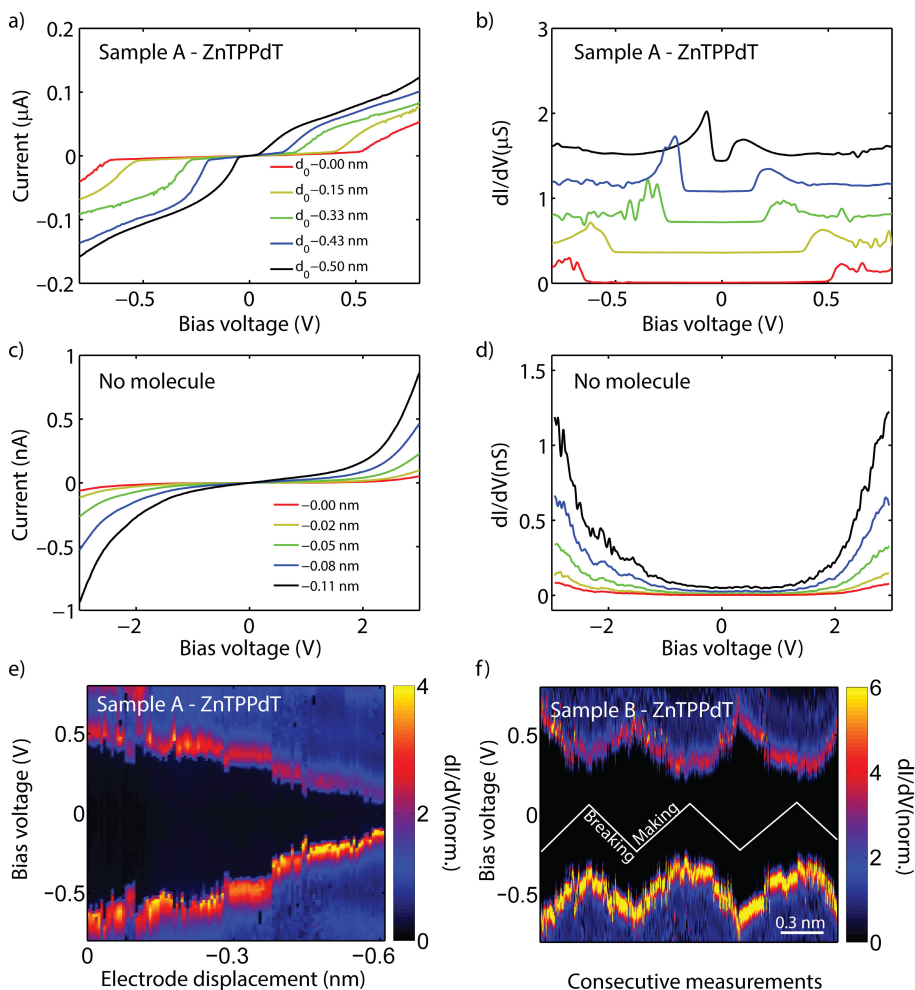 a)
Sample A - ZnTPPdT
0.2
0.1
0
−0.1
−0.2
Current (μA)
−0.5
0
0.5
Bias voltage (V)
d0−0.00 nm
d0−0.15 nm
d0−0.33 nm
d0−0.43 nm
d0−0.50 nm
b)
Sample A - ZnTPPdT
3
2
1
0
dI/dV(μS)
−0.5
0
0.5
Bias voltage (V)
c)
No molecule
1
0.5
0
−0.5
−1
Current (nA)
−2
0
2
Bias voltage (V)
−0.00 nm
−0.02 nm
−0.05 nm
−0.08 nm
−0.11 nm
d)
No molecule
1.5
1
0.5
0
dI/dV(nS)
−2
0
2
Bias voltage (V)
e)
Sample A - ZnTPPdT
0.5
0
−0.5
Bias voltage (V)
0
−0.3
−0.6
Electrode displacement (nm)
4
2
0
dI/dV(norm.)
f)
Sample B - ZnTPPdT
0.5
0
−0.5
Bias voltage (V)
Breaking
Making
0.3 nm
Consecutive measurements
6
4
2
0
dI/dV(norm.)